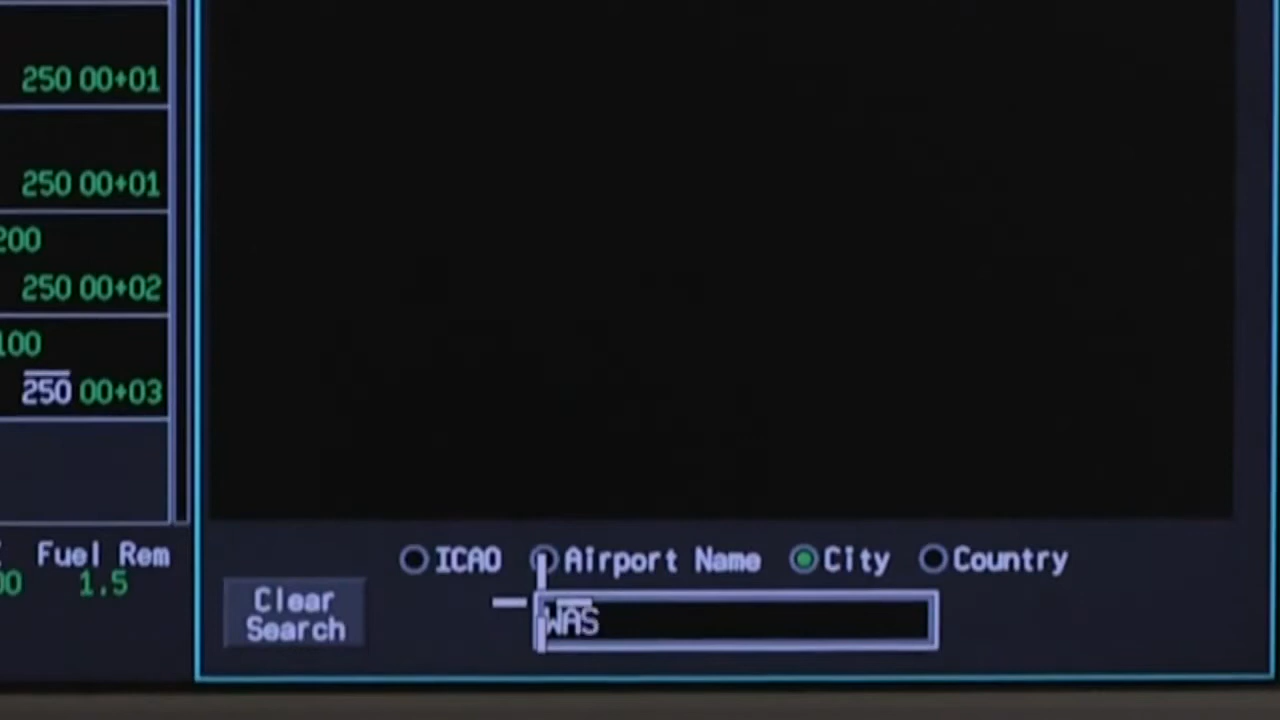 250 00+01
250 00+01
200
250 00+02
100
250 00+03
Fuel Rem
00 1.5
ICAO Airport Name City Country
Clear
Search
WAS